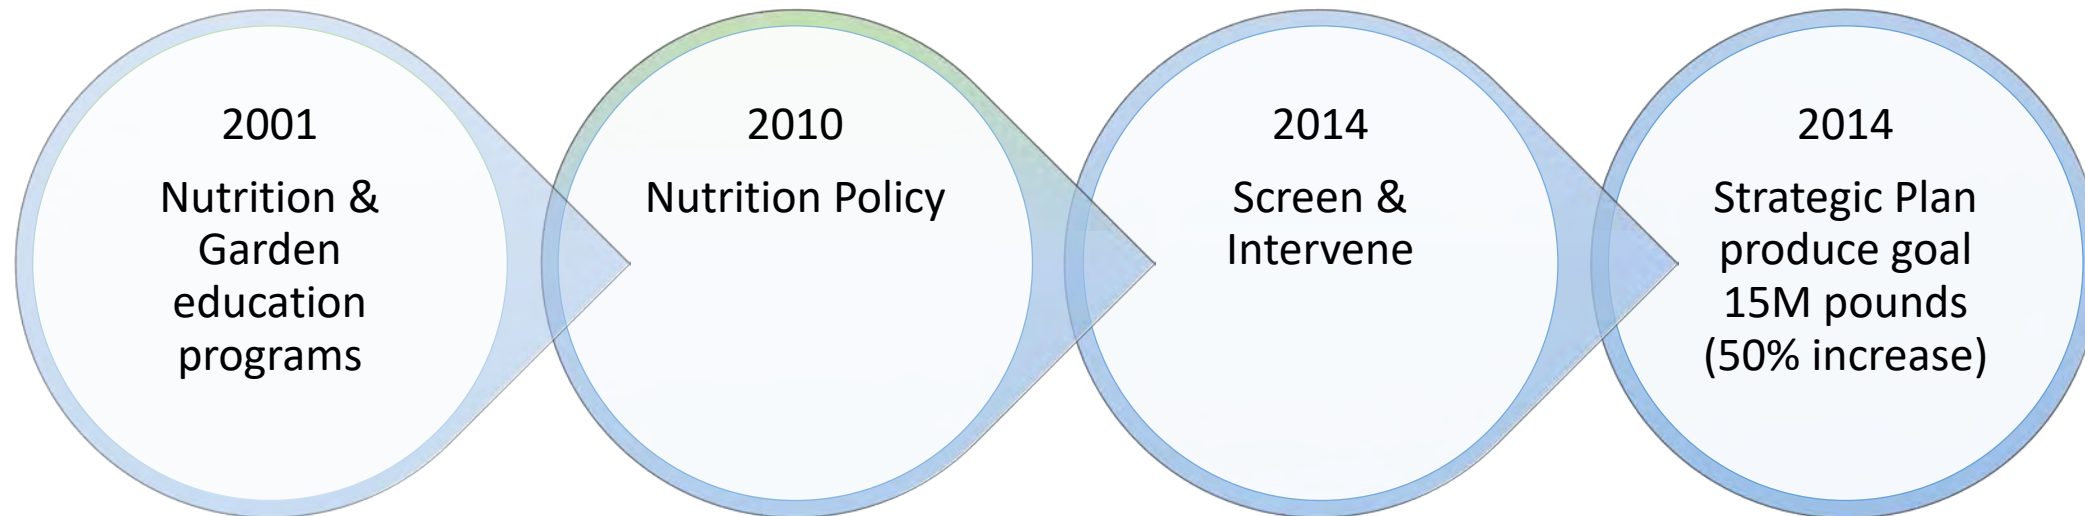 2001
Nutrition &
Garden
education
programs
2010
Nutrition Policy
2014
Screen &
Intervene
2014
Strategic Plan
produce goal
15M pounds
(50% increase)